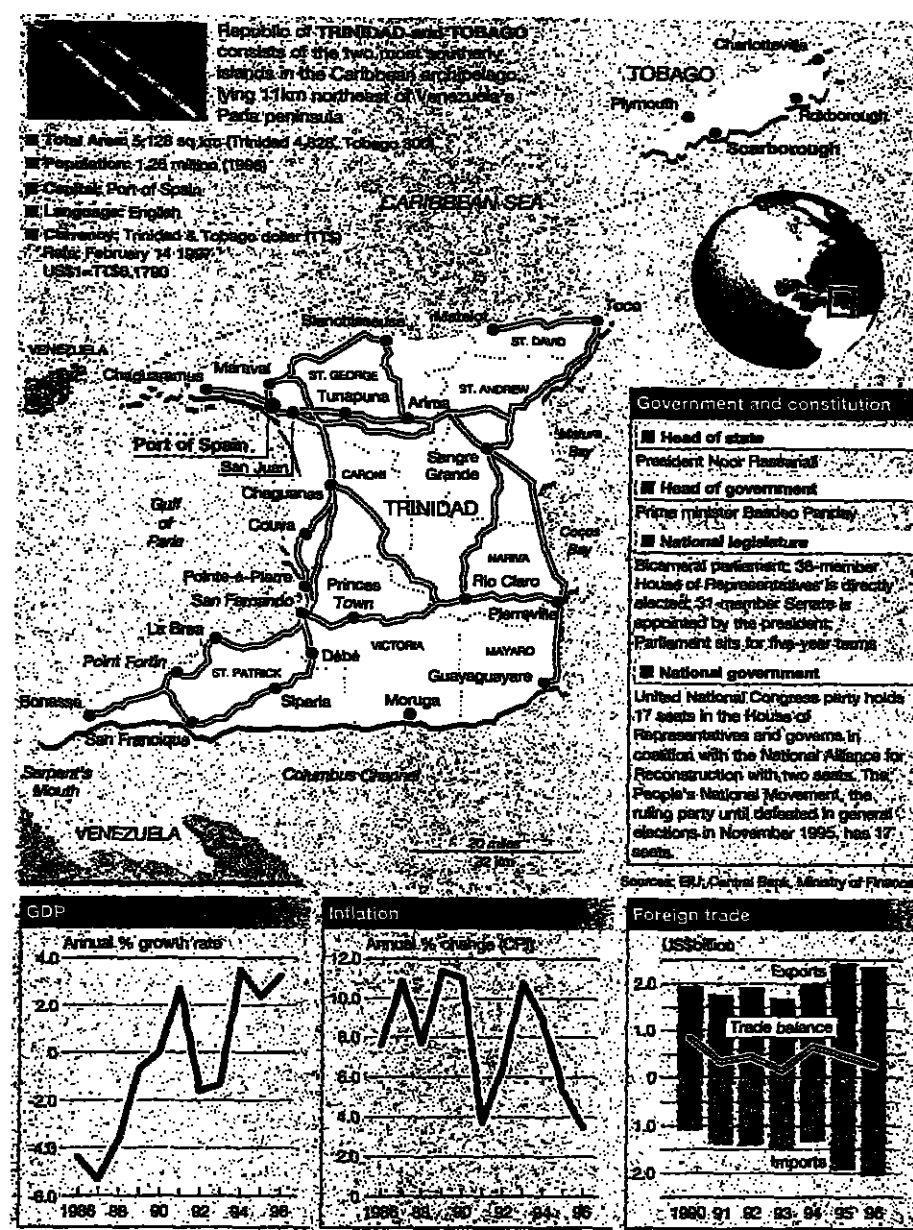 Republic of TRINIDAD and TOBAGO
consists of the two most southerly
islands in the Caribbean archipelago,
lying 11km northeast of Venezuela's
Paria peninsula
Total Area: 5,128 sq km (Trinidad 4,828, Tobago 300)
Population: 1.26 million (1996)
Capital: Port of Spain
Language: English
Currency: Trinidad & Tobago dollar (TT$)
Rate: February 14 1997
US$1=TT$6.1790
TOBAGO
Charlotteville
Plymouth
Roxborough
Scarborough
CARIBBEAN SEA
VENEZUELA
Blanchisseuse
Matelot
Toco
ST. DAVID
Chaguaramus
Maraval
ST. GEORGE
ST. ANDREW
Tunapuna
Arima
Port of Spain
San Juan
Sangre
Grande
Matura
Bay
CARONI
Chaguanas
TRINIDAD
Gulf
of
Paria
Couva
Cocos
Bay
NARIVA
Pointe-à-Pierre
Princes
Town
Rio Claro
San Fernando
Pierreville
La Brea
VICTORIA
MAYARO
Point Fortin
ST. PATRICK
Débé
Guayaguayare
Bonasse
Siparia
Moruga
San Francique
Serpent's
Mouth
Columbus Channel
VENEZUELA
20 miles
32 km
Government and constitution
Head of state
President Noor Hassanali
Head of government
Prime minister Basdeo Panday
National legislature
Bicameral parliament; 36-member
House of Representatives is directly
elected; 31-member Senate is
appointed by the president;
Parliament sits for five-year terms
National government
United National Congress party holds
17 seats in the House of
Representatives and governs in
coalition with the National Alliance for
Reconstruction with two seats. The
People's National Movement, the
ruling party until defeated in general
elections in November 1995, has 17
seats.
Sources: EIU; Central Bank, Ministry of Finance
GDP
Annual % growth rate
4.0
2.0
0
-2.0
-4.0
-6.0
1986 88 90 92 94 96
Inflation
Annual % change (CPI)
12.0
10.0
8.0
6.0
4.0
2.0
0
1986 88 90 92 94 96
Foreign trade
US$billion
Exports
2.0
1.0
Trade balance
0
1.0
Imports
2.0
1990 91 92 93 94 95 96